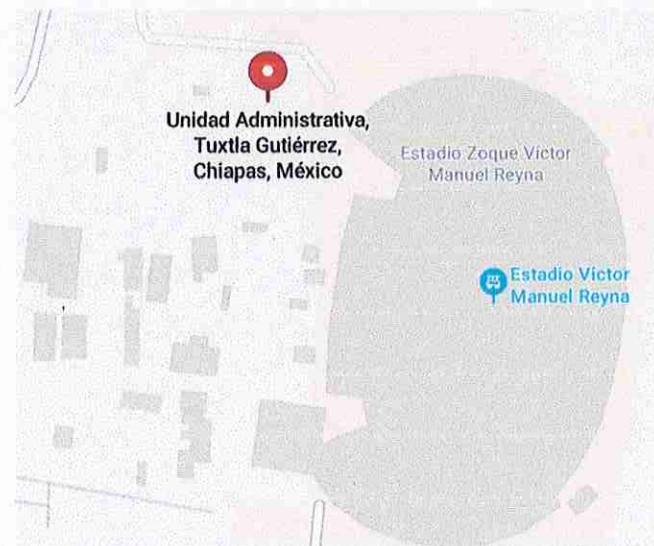 Unidad Administrativa,
Tuxtla Gutiérrez,
Chiapas, México
Estadio Zoque Víctor
Manuel Reyna
Estadio Víctor
Manuel Reyna